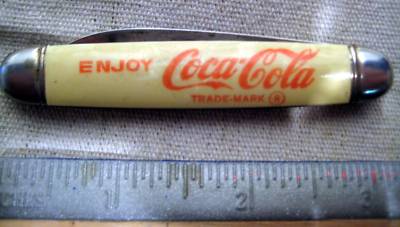 ENJOY Coca-Cola
TRADE-MARK ®
1 2 3